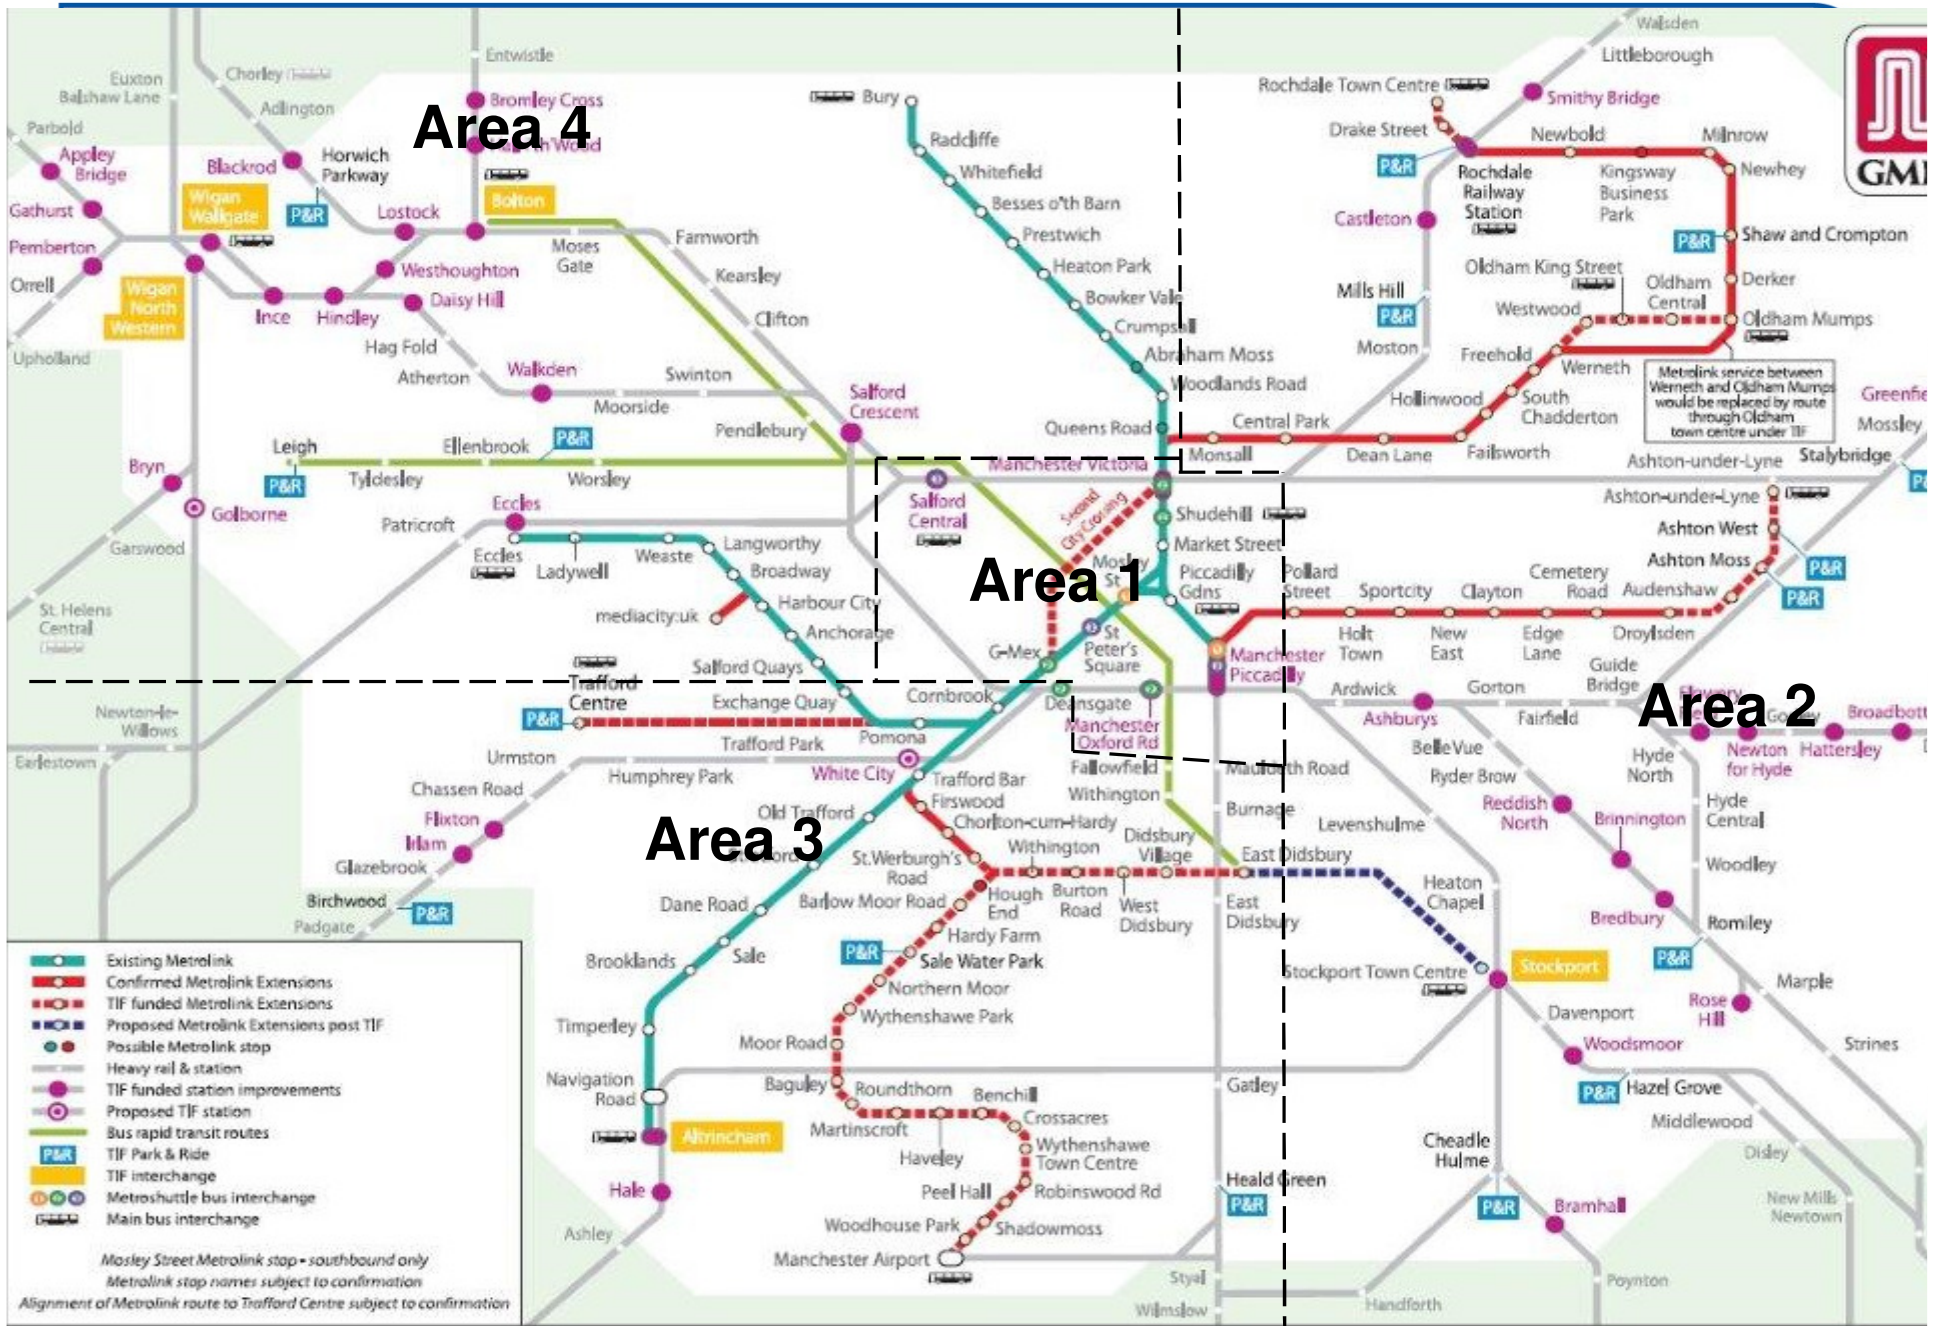 Walsden
Entwistle
Littleborough
Chorley
Euxton
Balshaw Lane
Rochdale Town Centre
Adlington
Bromley Cross
Bury
Smithy Bridge
GM
Area 4
Parbold
Drake Street
Newbold
Milnrow
Radcliffe
Appley
Bridge
Blackrod
Horwich
Parkway
P&R
Whitefield
Rochdale
Railway
Station
Kingsway
Business
Park
Newhey
Wigan
Wallgate
P&R
Bolton
Besses o'th Barn
Gathurst
Lostock
Castleton
Prestwich
Farnworth
P&R
Shaw and Crompton
Pemberton
Moses
Gate
Heaton Park
Oldham King Street
Westhoughton
Kearsley
Derker
Orrell
Wigan
North
Western
Daisy Hill
Bowker Vale
Mills Hill
P&R
Westwood
Oldham
Central
Ince
Hindley
Clifton
Crumpsall
Oldham Mumps
Upholland
Hag Fold
Abraham Moss
Moston
Freehold
Werneth
Atherton
Walkden
Swinton
Woodlands Road
Metrolink service between
Werneth and Oldham Mumps
would be replaced by route
through Oldham
town centre under TIF
Greenfie
Moorside
Salford
Crescent
Hollinwood
South
Chadderton
Pendlebury
Queens Road
Central Park
Mossley
Leigh
Ellenbrook
P&R
Monsall
Dean Lane
Failsworth
Stalybridge
Bryn
P&R
Tyldesley
Worsley
Manchester Victoria
Ashton-under-Lyne
P&
Golborne
Eccles
Salford
Central
Second
City Crossing
Shudehill
Ashton-under-Lyne
Patricroft
Ashton West
Garswood
Eccles
Ladywell
Weaste
Langworthy
Market Street
Ashton Moss
P&R
Broadway
Area 1
Mosley
St
Piccadilly
Gdns
Pollard
Street
Sportcity
Clayton
Cemetery
Road
Audenshaw
P&R
St. Helens
Central
mediacity:uk
Harbour City
Anchorage
Holt
Town
New
East
Edge
Lane
Droylsden
St
Peter's
Square
G-Mex
Manchester
Piccadilly
Salford Quays
Guide
Bridge
Trafford
Centre
Exchange Quay
Cornbrook
Deansgate
Ardwick
Gorton
Area 2
P&R
Ashburys
Fairfield
Broadbott
Newton-le-
Willows
Pomona
Manchester
Oxford Rd
Belle Vue
Hyde
North
Newton
for Hyde
Hattersley
Earlestown
Urmston
Trafford Park
Humphrey Park
White City
Trafford Bar
Fallowfield
Mauldeth Road
Ryder Brow
Chassen Road
Firswood
Withington
Burnage
Reddish
North
Hyde
Central
Flixton
Old Trafford
Chorlton-cum-Hardy
Levenshulme
Brinnington
Irlam
Area 3
St.Werburgh's
Road
Withington
Didsbury
Village
East Didsbury
Woodley
Glazebrook
Birchwood
P&R
Padgate
Dane Road
Barlow Moor Road
Hough
End
Burton
Road
West
Didsbury
East
Didsbury
Heaton
Chapel
Bredbury
Romiley
P&R
Hardy Farm
Brooklands
Sale
P&R
Sale Water Park
Stockport Town Centre
Stockport
Northern Moor
Marple
Timperley
Wythenshawe Park
Davenport
Rose
Hill
Moor Road
Woodsmoor
Strines
Navigation
Road
Baguley
Roundthorn
Benchill
Gatley
P&R
Hazel Grove
Martinscroft
Crossacres
Middlewood
Altrincham
Haveley
Wythenshawe
Town Centre
Cheadle
Hulme
Disley
Hale
Peel Hall
Robinswood Rd
Heald Green
P&R
P&R
Bramhall
New Mills
Newtown
Ashley
Woodhouse Park
Shadowmoss
Manchester Airport
Styal
Poynton
Wilmslow
Handforth
Existing Metrolink
Confirmed Metrolink Extensions
TIF funded Metrolink Extensions
Proposed Metrolink Extensions post TIF
Possible Metrolink stop
Heavy rail & station
TIF funded station improvements
Proposed TIF station
Bus rapid transit routes
P&R TIF Park & Ride
TIF interchange
Metroshuttle bus interchange
Main bus interchange
Mosley Street Metrolink stop - southbound only
Metrolink stop names subject to confirmation
Alignment of Metrolink route to Trafford Centre subject to confirmation